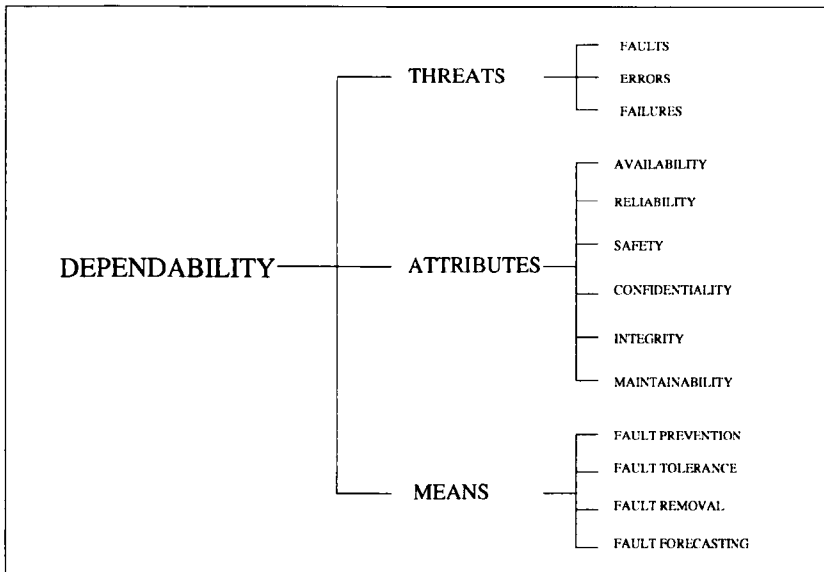 THREATS
FAULTS
ERRORS
FAILURES
DEPENDABILITY
ATTRIBUTES
AVAILABILITY
RELIABILITY
SAFETY
CONFIDENTIALITY
INTEGRITY
MAINTAINABILITY
MEANS
FAULT PREVENTION
FAULT TOLERANCE
FAULT REMOVAL
FAULT FORECASTING